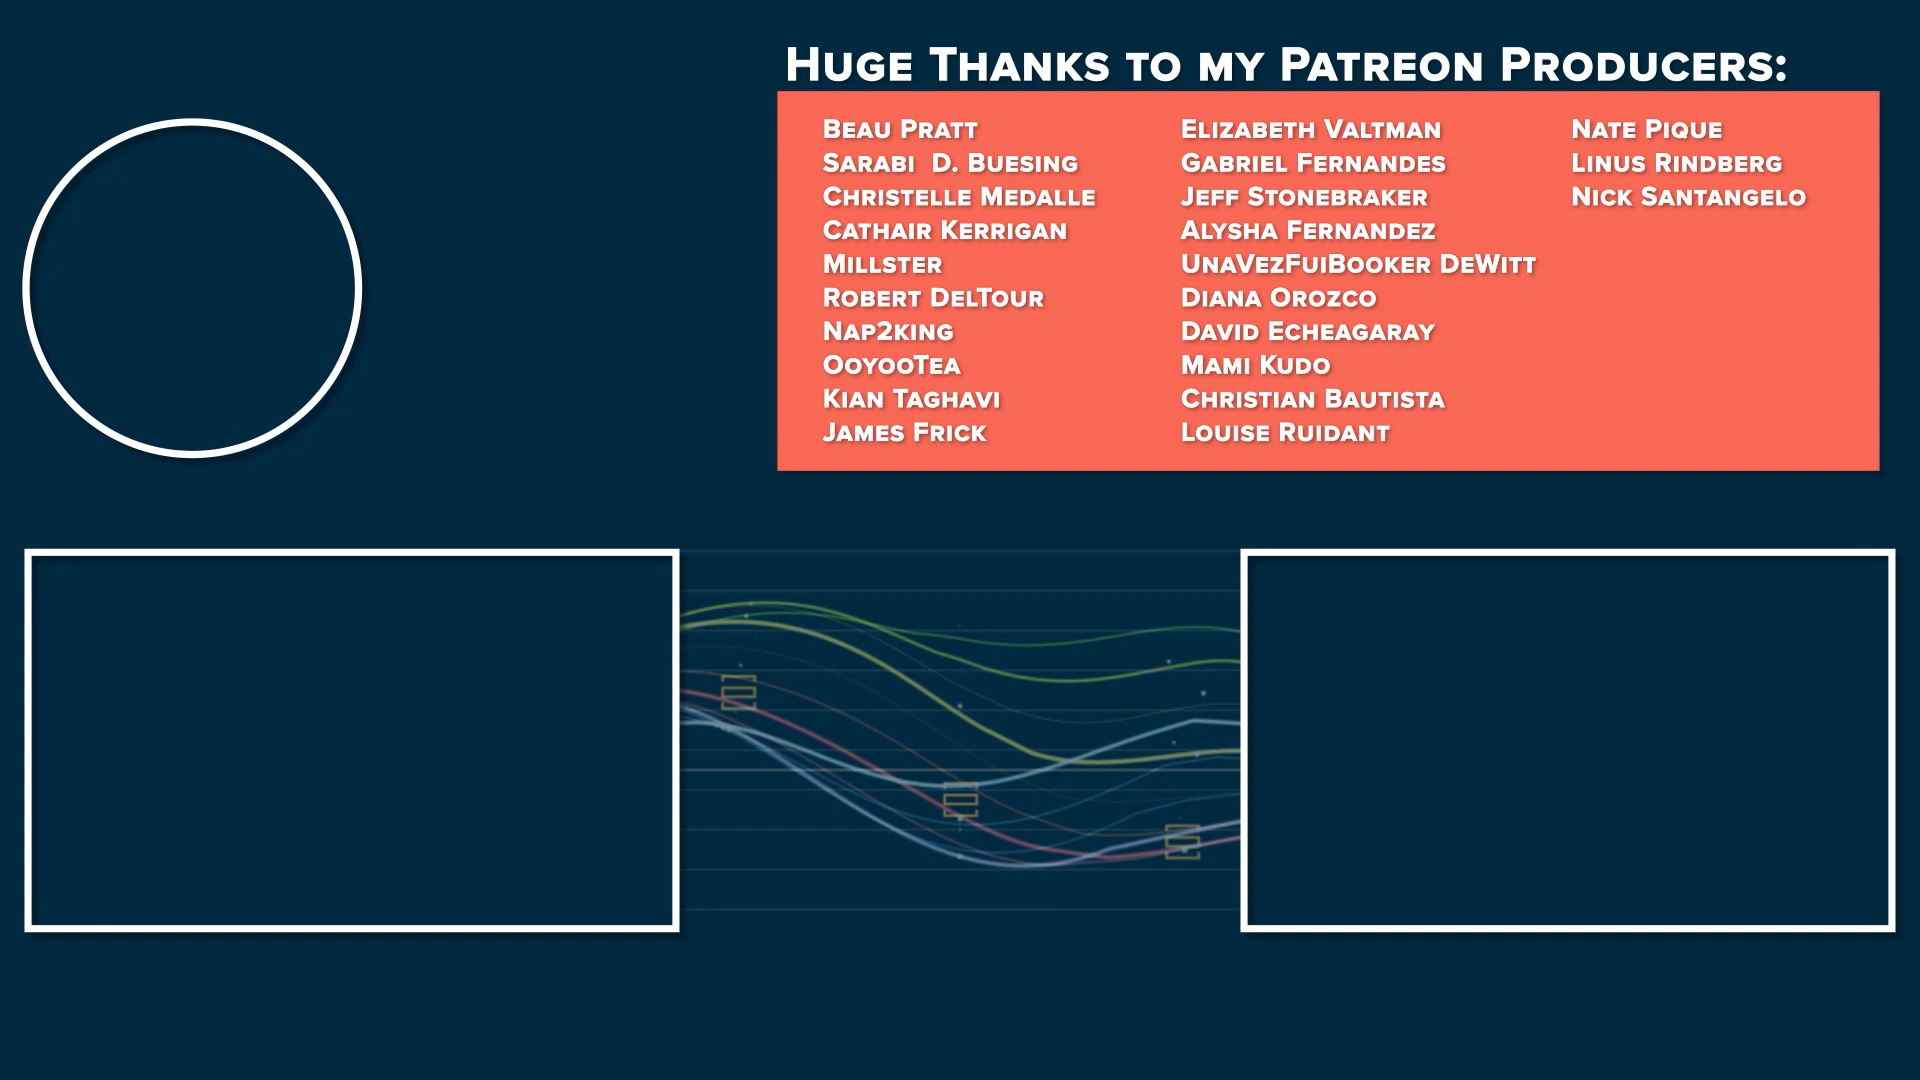 Huge Thanks to my Patreon Producers:
Beau Pratt
Sarabi D. Buesing
Christelle Medalle
Cathair Kerrigan
Millster
Robert DelTour
Nap2king
OoyooTea
Kian Taghavi
James Frick
Elizabeth Valtman
Gabriel Fernandes
Jeff Stonebraker
Alysha Fernandez
UnaVezFuiBooker DeWitt
Diana Orozco
David Echeagaray
Mami Kudo
Christian Bautista
Louise Ruidant
Nate Pique
Linus Rindberg
Nick Santangelo